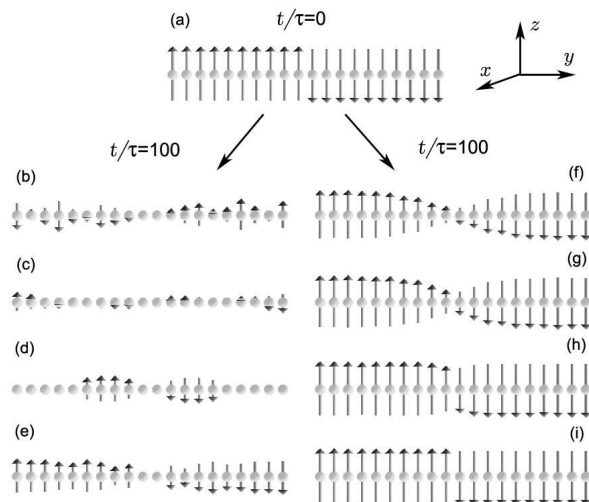 (a)
t/τ=0
z
x
y
t/τ=100
t/τ=100
(b)
(f)
(c)
(g)
(d)
(h)
(e)
(i)